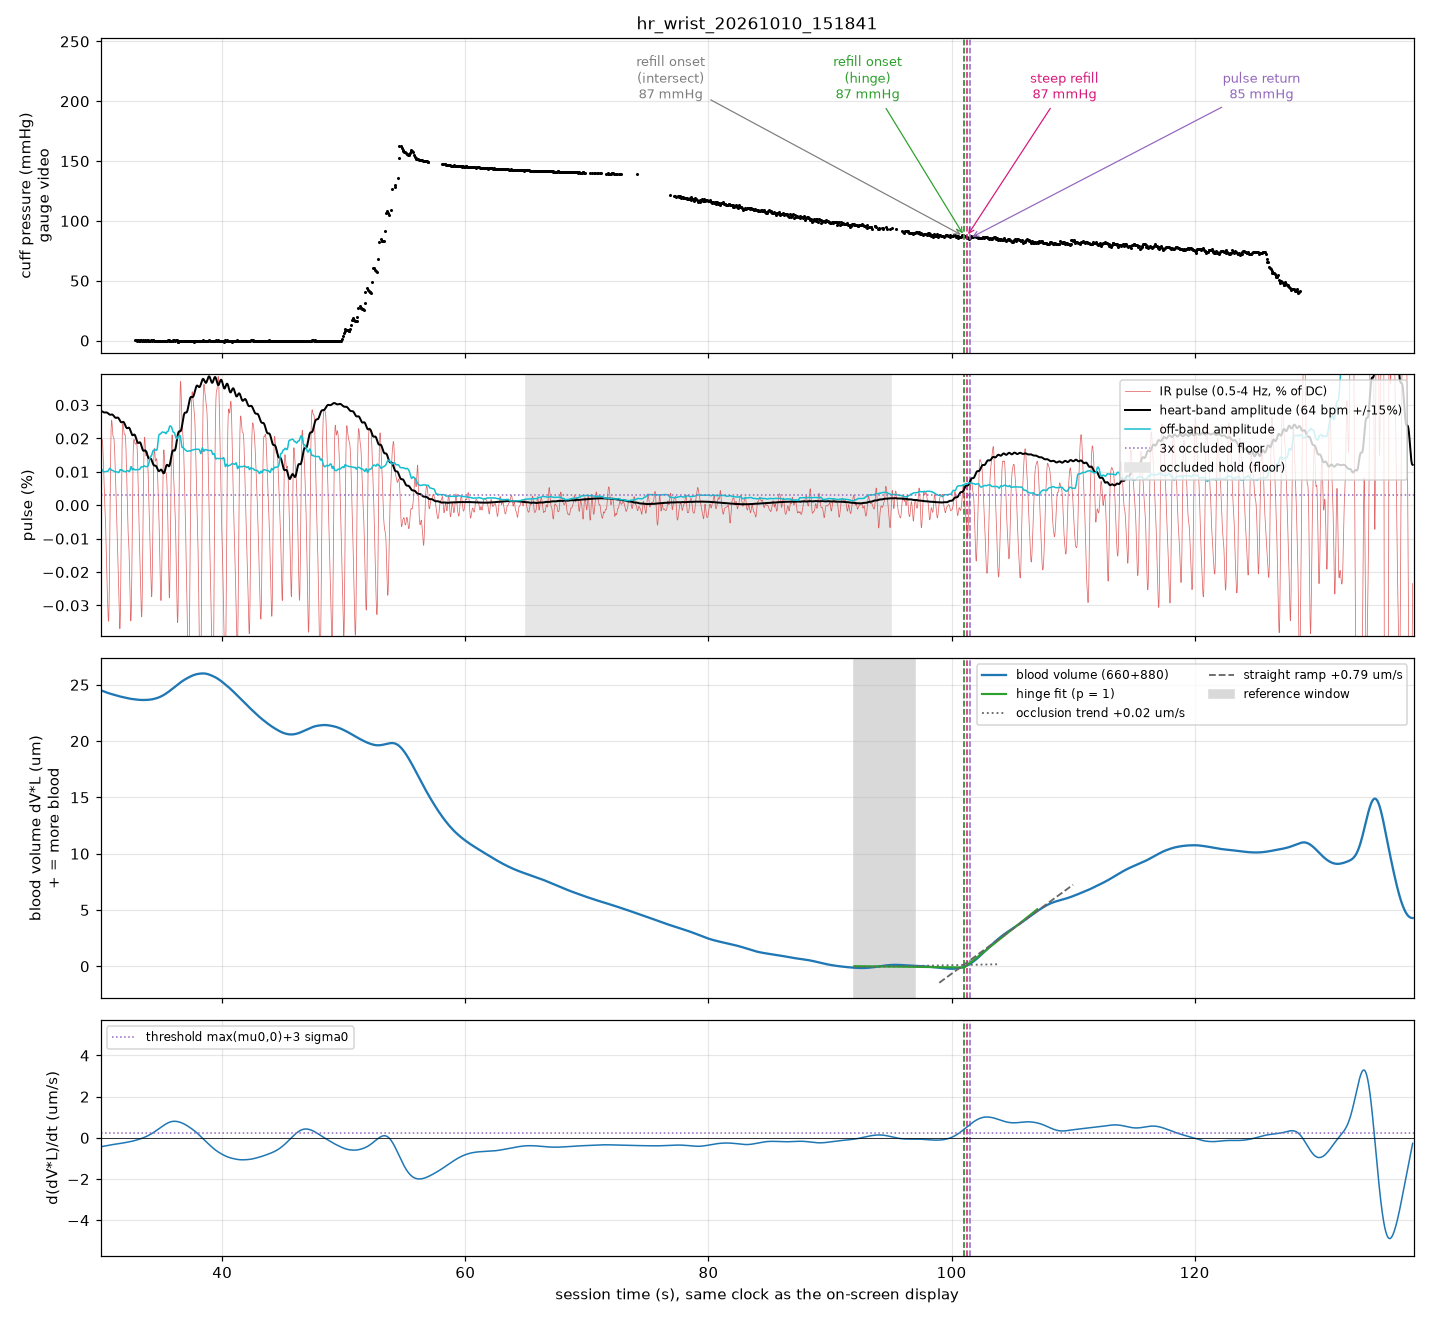 hr_wrist_20261010_151841
250
200
150
100
50
0
cuff pressure (mmHg)
gauge video
refill onset
(intersect)
87 mmHg
refill onset
(hinge)
87 mmHg
steep refill
87 mmHg
pulse return
85 mmHg
0.03
0.02
0.01
0.00
−0.01
−0.02
−0.03
pulse (%)
IR pulse (0.5-4 Hz, % of DC)
heart-band amplitude (64 bpm +/-15%)
off-band amplitude
3x occluded floor
occluded hold (floor)
25
20
15
10
5
0
blood volume dV*L (um)
+ = more blood
blood volume (660+880)
hinge fit (p = 1)
occlusion trend +0.02 um/s
straight ramp +0.79 um/s
reference window
4
2
0
−2
−4
d(dV*L)/dt (um/s)
threshold max(mu0,0)+3 sigma0
40
60
80
100
120
session time (s), same clock as the on-screen display